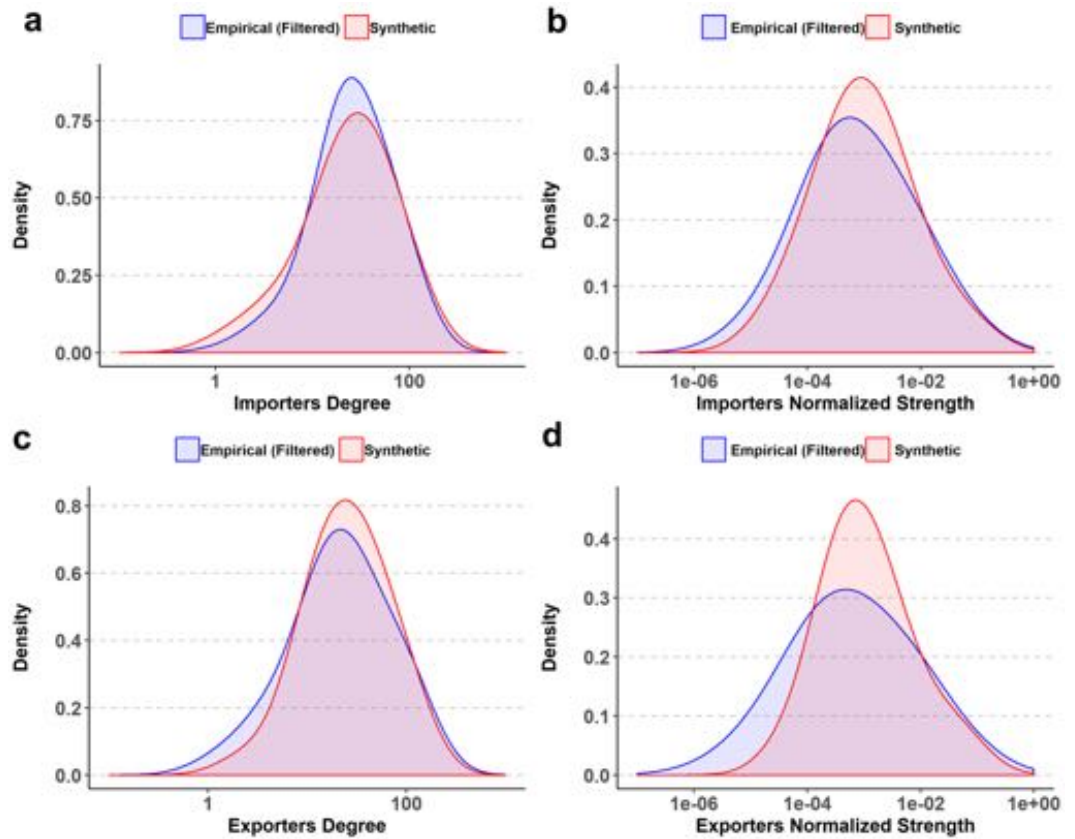 a
Empirical (Filtered) Synthetic
Density
0.75
0.50
0.25
0.00
1 100
Importers Degree
b
Empirical (Filtered) Synthetic
Density
0.4
0.3
0.2
0.1
0.0
1e-06 1e-04 1e-02 1e+00
Importers Normalized Strength
c
Empirical (Filtered) Synthetic
Density
0.8
0.6
0.4
0.2
0.0
1 100
Exporters Degree
d
Empirical (Filtered) Synthetic
Density
0.4
0.3
0.2
0.1
0.0
1e-06 1e-04 1e-02 1e+00
Exporters Normalized Strength